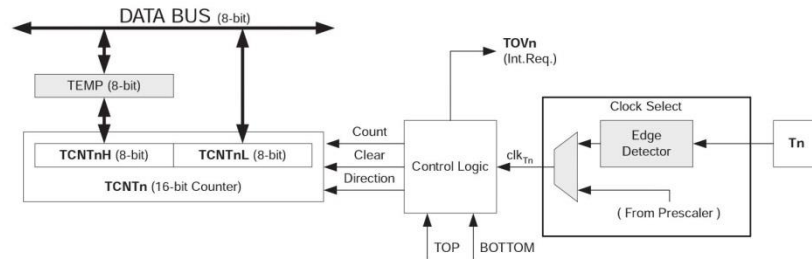 DATA BUS (8-bit)
TOVn
(Int.Req.)
TEMP (8-bit)
Clock Select
Count
Edge
Detector
Tn
TCNTnH (8-bit) TCNTnL (8-bit)
Clear
Control Logic
clkTn
TCNTn (16-bit Counter)
Direction
( From Prescaler )
TOP
BOTTOM